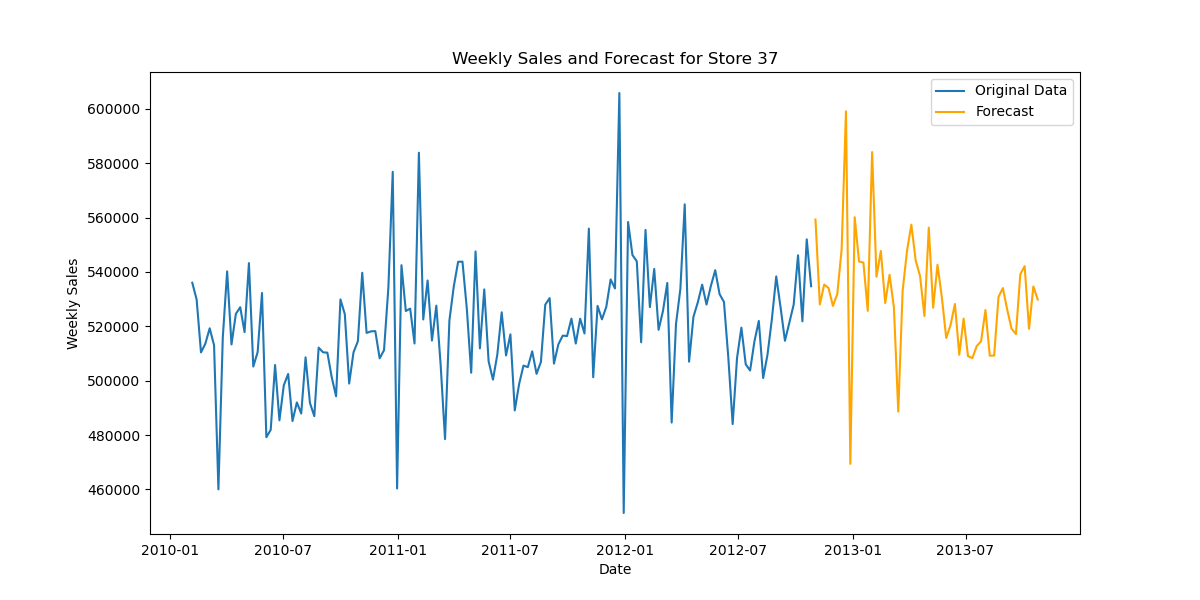 Weekly Sales and Forecast for Store 37
Original Data
Forecast
Weekly Sales
600000
580000
560000
540000
520000
500000
480000
460000
2010-01 2010-07 2011-01 2011-07 2012-01 2012-07 2013-01 2013-07
Date